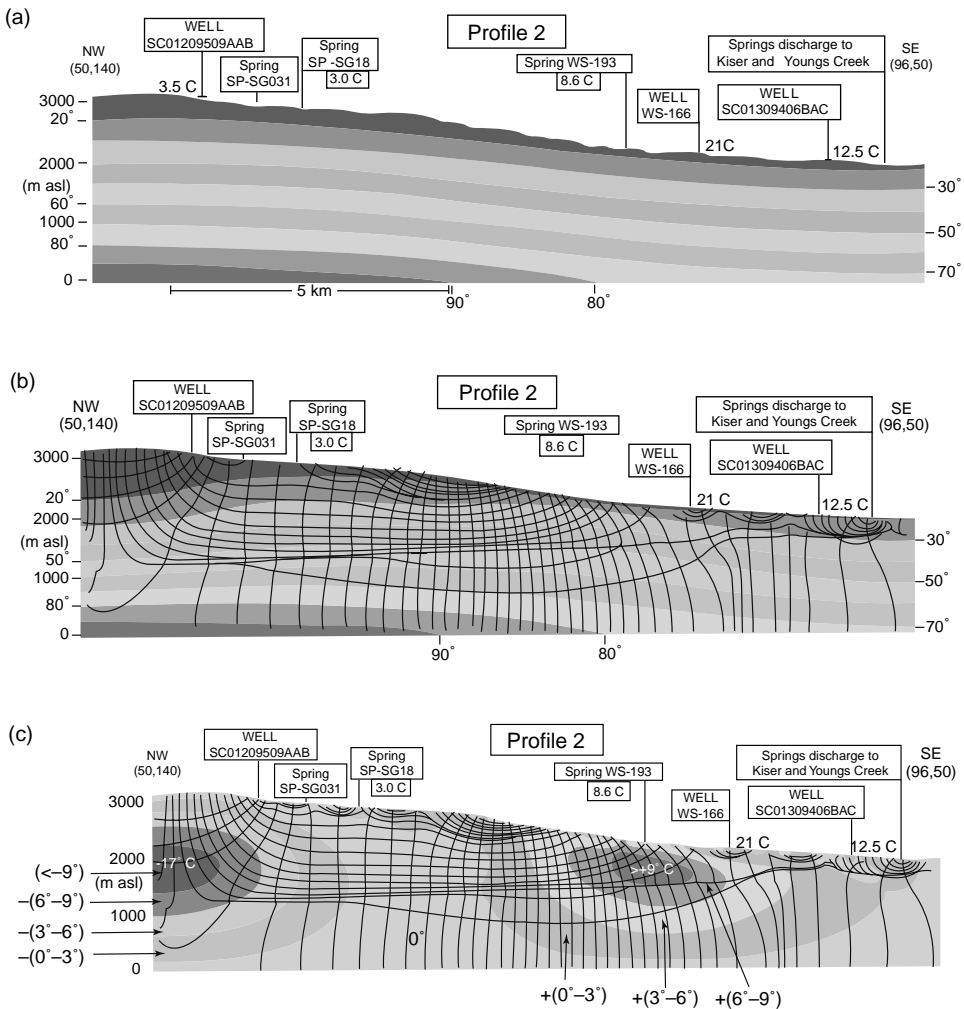 (a)
Profile 2
NW
(50,140)
WELL
SC01209509AAB
Spring
SP-SG031
Spring
SP -SG18
3.0 C
Spring WS-193
8.6 C
WELL
WS-166
Springs discharge to
Kiser and Youngs Creek
WELL
SC01309406BAC
SE
(96,50)
3.5 C
21C
12.5 C
3000
20°
2000
(m asl)
60°
1000
80°
0
30°
50°
70°
5 km
90°
80°
(b)
Profile 2
NW
(50,140)
WELL
SC01209509AAB
Spring
SP-SG031
Spring
SP-SG18
3.0 C
Spring WS-193
8.6 C
WELL
WS-166
Springs discharge to
Kiser and Youngs Creek
WELL
SC01309406BAC
SE
(96,50)
21 C
12.5 C
3000
20°
2000
(m asl)
50°
1000
80°
0
30°
50°
70°
90°
80°
(c)
Profile 2
NW
(50,140)
WELL
SC01209509AAB
Spring
SP-SG031
Spring
SP-SG18
3.0 C
Spring WS-193
8.6 C
WELL
WS-166
Springs discharge to
Kiser and Youngs Creek
WELL
SC01309406BAC
SE
(96,50)
21 C
12.5 C
3000
2000
(m asl)
1000
0
-17° C
>+9° C
0°
(<–9°)
–(6°–9°)
–(3°–6°)
–(0°–3°)
+(0°–3°)
+(3°–6°)
+(6°–9°)